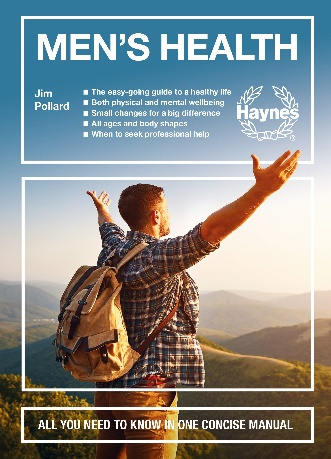 MEN'S HEALTH
Jim
Pollard
■ The easy-going guide to a healthy life
■ Both physical and mental wellbeing
■ Small changes for a big difference
■ All ages and body shapes
■ When to seek professional help
Haynes
ALL YOU NEED TO KNOW IN ONE CONCISE MANUAL